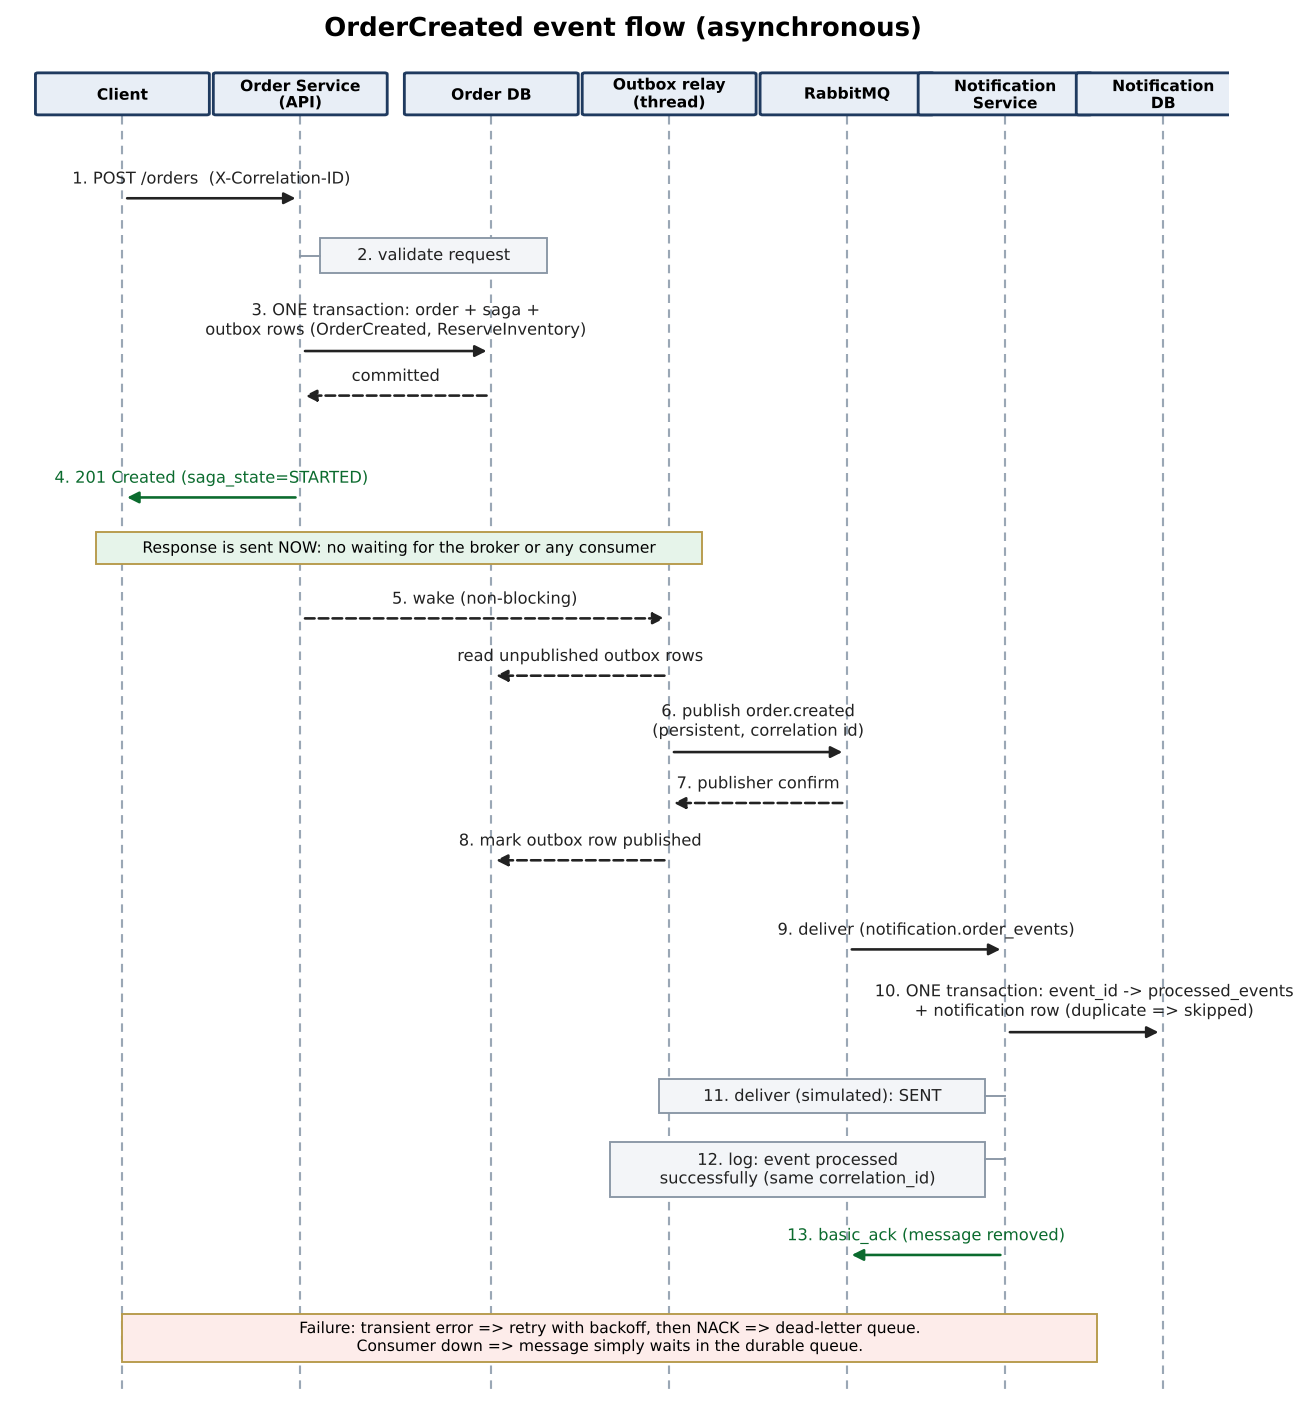 OrderCreated event flow (asynchronous)
Client
Order Service
(API)
Order DB
Outbox relay
(thread)
RabbitMQ
Notification
Service
Notification
DB
1. POST /orders  (X-Correlation-ID)
2. validate request
3. ONE transaction: order + saga +
outbox rows (OrderCreated, ReserveInventory)
committed
4. 201 Created (saga_state=STARTED)
Response is sent NOW: no waiting for the broker or any consumer
5. wake (non-blocking)
read unpublished outbox rows
6. publish order.created
(persistent, correlation id)
7. publisher confirm
8. mark outbox row published
9. deliver (notification.order_events)
10. ONE transaction: event_id -> processed_events
+ notification row (duplicate => skipped)
11. deliver (simulated): SENT
12. log: event processed
successfully (same correlation_id)
13. basic_ack (message removed)
Failure: transient error => retry with backoff, then NACK => dead-letter queue.
Consumer down => message simply waits in the durable queue.